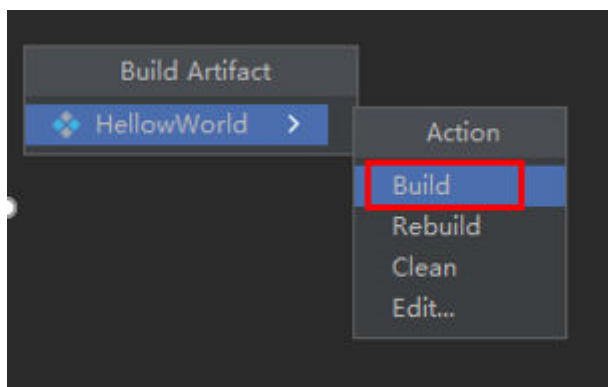 Build Artifact
HellowWorld
Action
Build
Rebuild
Clean
Edit...